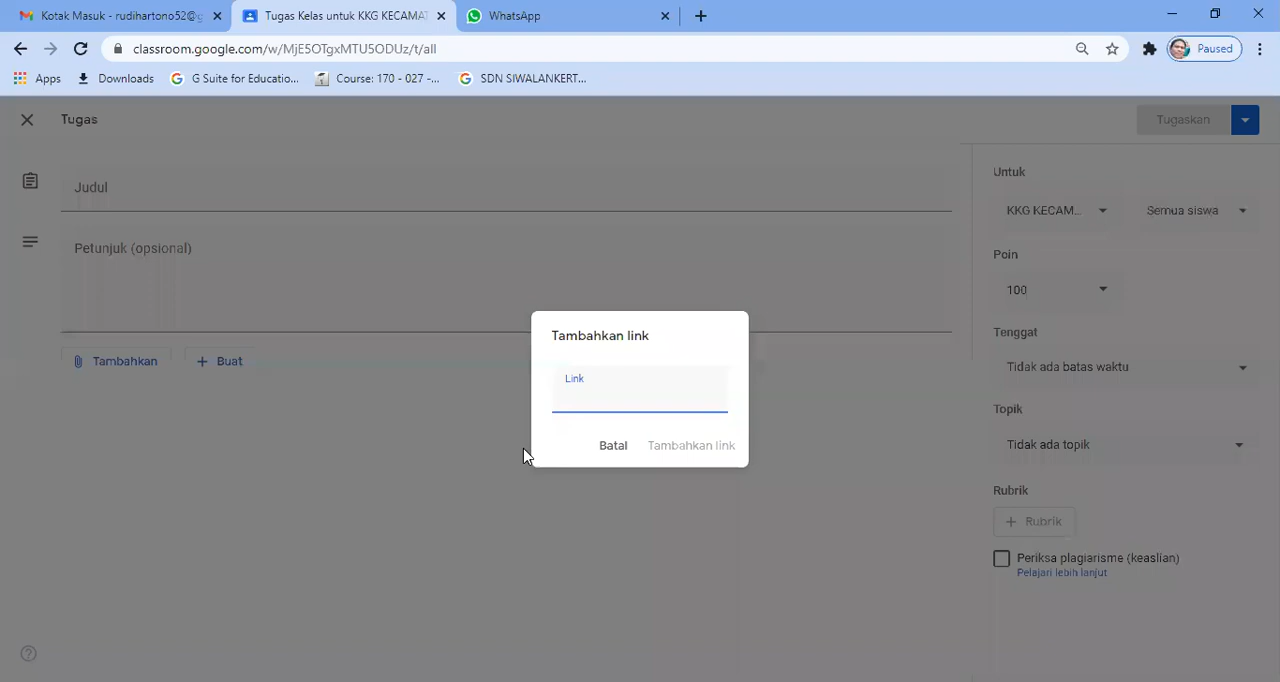 Kotak Masuk - rudihartono52@g
Tugas Kelas untuk KKG KECAMAT
WhatsApp
classroom.google.com/w/MjE5OTgxMTU5ODUz/t/all
Paused
Apps
Downloads
G Suite for Educatio...
Course: 170 - 027 -...
SDN SIWALANKERT...
Tugas
Tugaskan
Judul
Petunjuk (opsional)
Tambahkan
Buat
Tambahkan link
Link
Batal
Tambahkan link
Untuk
KKG KECAM...
Semua siswa
Poin
100
Tenggat
Tidak ada batas waktu
Topik
Tidak ada topik
Rubrik
+ Rubrik
Periksa plagiarisme (keaslian)
Pelajari lebih lanjut